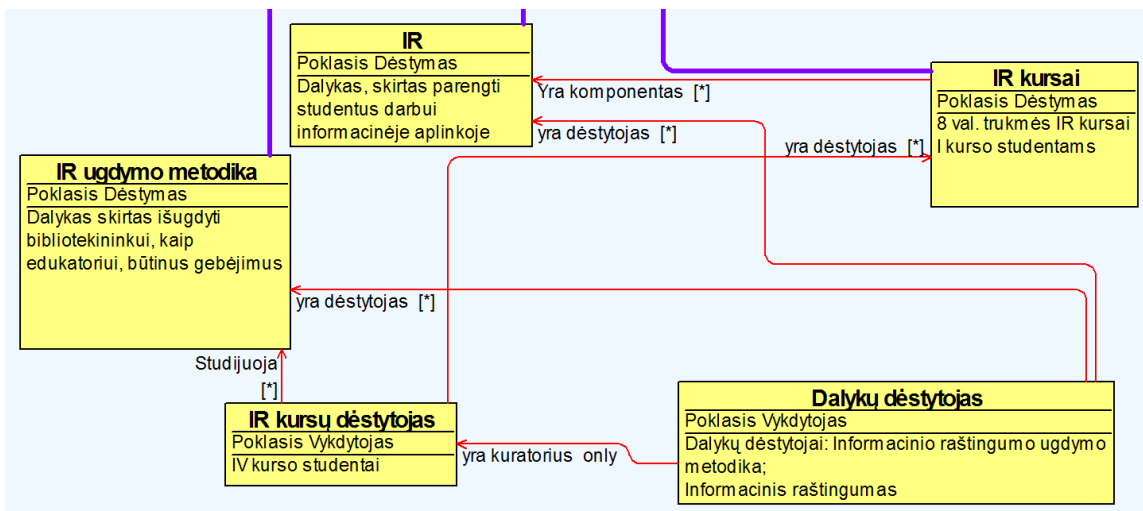 IR
Poklasis Dėstymas
Dalykas, skirtas parengti
studentus darbui
informacinėje aplinkoje
IR kursai
Poklasis Dėstymas
8 val. trukmės IR kursai
I kurso studentams
Yra komponentas [*]
yra dėstytojas [*]
yra dėstytojas [*]
IR ugdymo metodika
Poklasis Dėstymas
Dalykas skirtas išugdyti
bibliotekininkui, kaip
edukatoriui, būtinus gebėjimus
yra dėstytojas [*]
Studijuoja
[*]
IR kursų dėstytojas
Poklasis Vykdytojas
IV kurso studentai
yra kuratorius only
Dalykų dėstytojas
Poklasis Vykdytojas
Dalykų dėstytojai: Informacinio raštingumo ugdymo
metodika;
Informacinis raštingumas